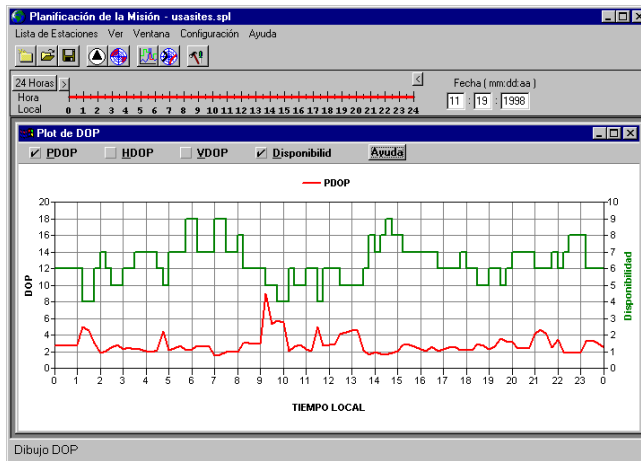 Planificación de la Misión - usasites.spl
Lista de Estaciones Ver Ventana Configuración Ayuda
24 Horas > < Fecha ( mm:dd:aa )
Hora
Local
11 : 19 : 1998
0 1 2 3 4 5 6 7 8 9 10 11 12 13 14 15 16 17 18 19 20 21 22 23 24
Plot de DOP
PDOP HDOP VDOP Disponibilid Ayuda
PDOP
20 18 16 14 12 10 8 6 4 2 0
DOP
10 9 8 7 6 5 4 3 2 1 0
Disponibilidad
0 1 2 3 4 5 6 7 8 9 10 11 12 13 14 15 16 17 18 19 20 21 22 23 0
TIEMPO LOCAL
Dibujo DOP